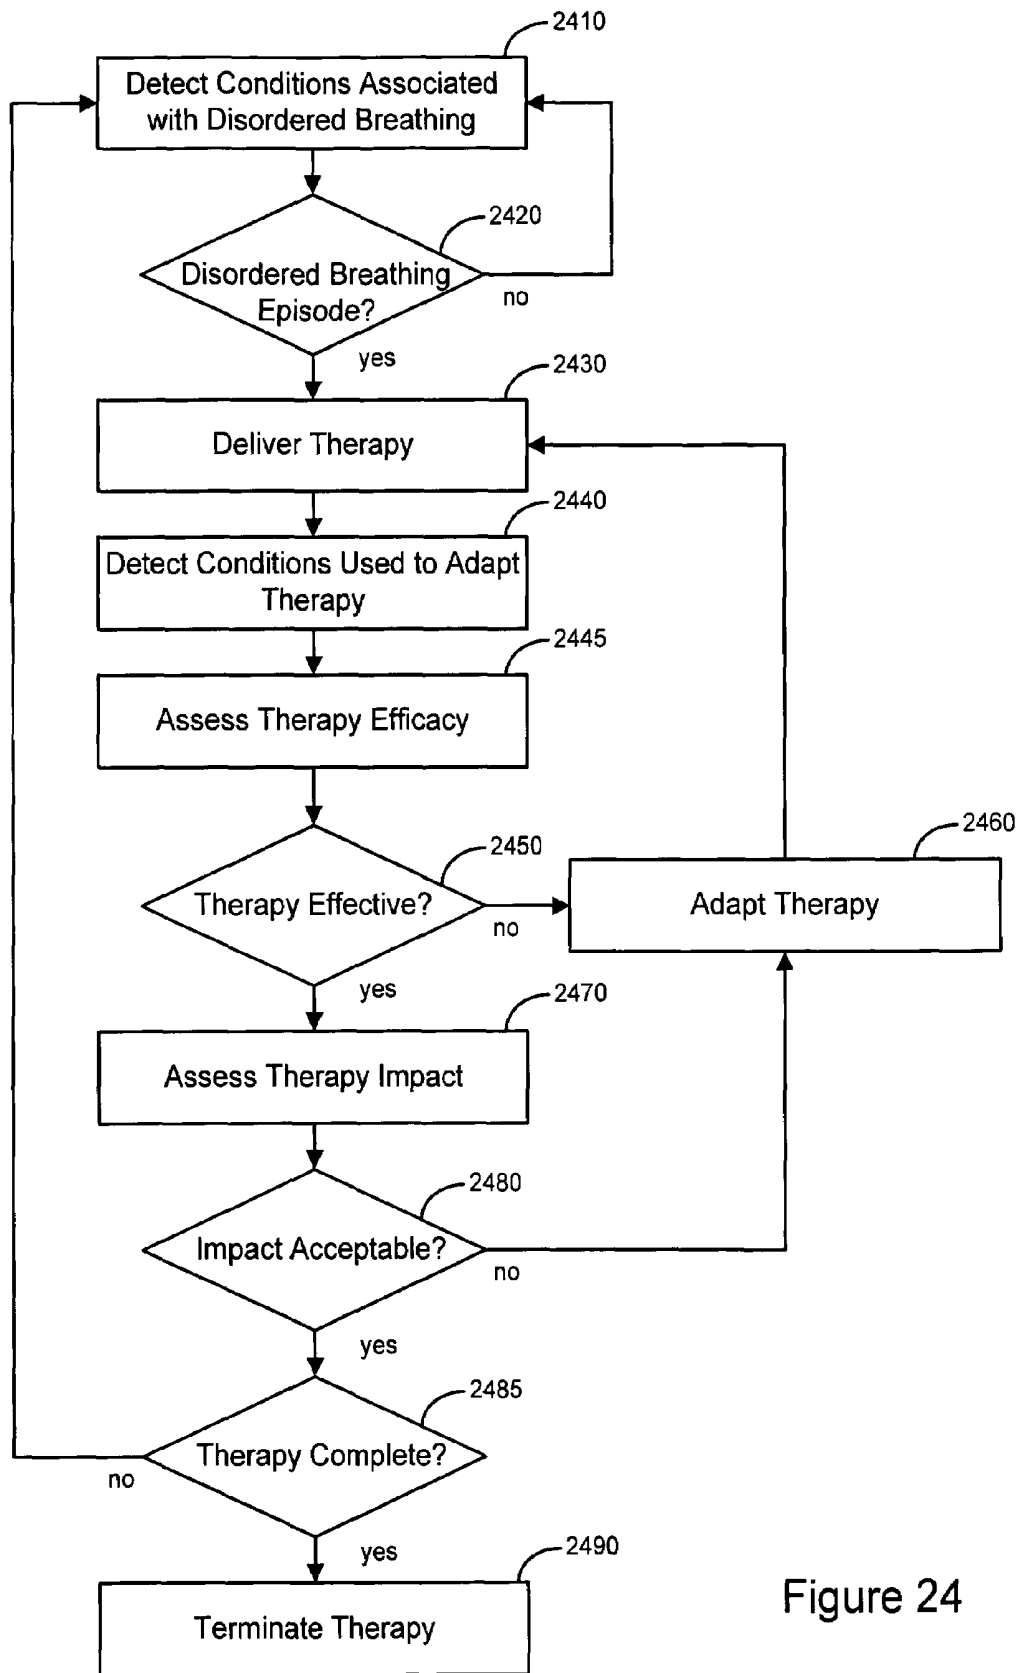 2410
Detect Conditions Associated
with Disordered Breathing
2420
Disordered Breathing
Episode?
no
yes
2430
Deliver Therapy
2440
Detect Conditions Used to Adapt
Therapy
2445
Assess Therapy Efficacy
2450
Therapy Effective?
no
2460
Adapt Therapy
yes
2470
Assess Therapy Impact
2480
Impact Acceptable?
no
yes
2485
Therapy Complete?
no
yes
2490
Terminate Therapy
Figure 24